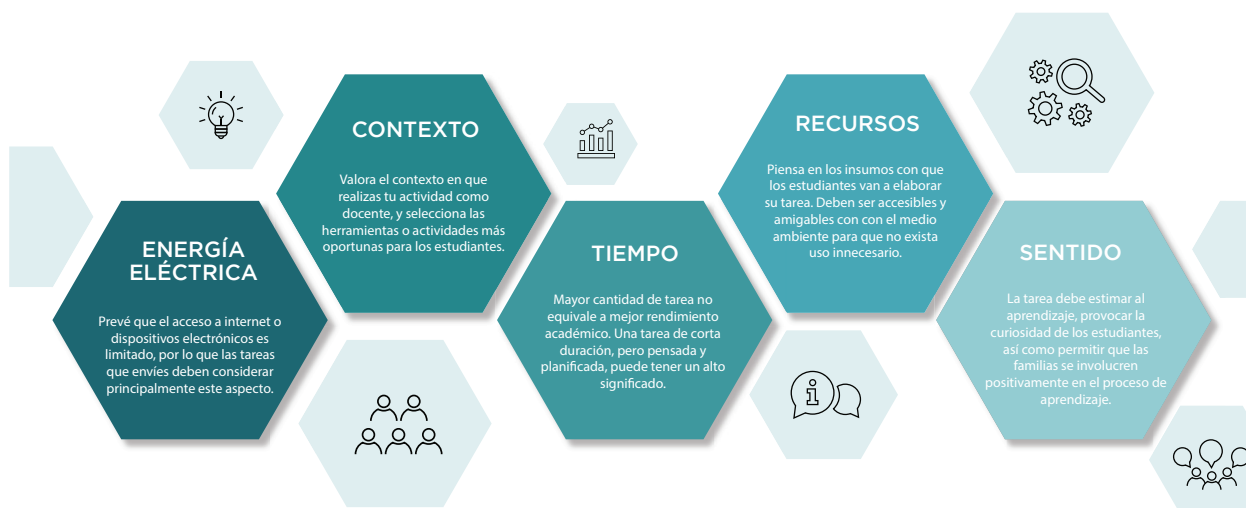 ENERGÍA
ELÉCTRICA
Prevé que el acceso a internet o
dispositivos electrónicos es
limitado, por lo que las tareas
que envíes deben considerar
principalmente este aspecto.
CONTEXTO
Valora el contexto en que
realizas tu actividad como
docente, y selecciona las
herramientas o actividades más
oportunas para los estudiantes.
TIEMPO
Mayor cantidad de tarea no
equivale a mejor rendimiento
académico. Una tarea de corta
duración, pero pensada y
planificada, puede tener un alto
significado.
RECURSOS
Piensa en los insumos con que
los estudiantes van a elaborar
su tarea. Deben ser accesibles y
amigables con con el medio
ambiente para que no exista
uso innecesario.
SENTIDO
La tarea debe estimar al
aprendizaje, provocar la
curiosidad de los estudiantes,
así como permitir que las
familias se involucren
positivamente en el proceso de
aprendizaje.